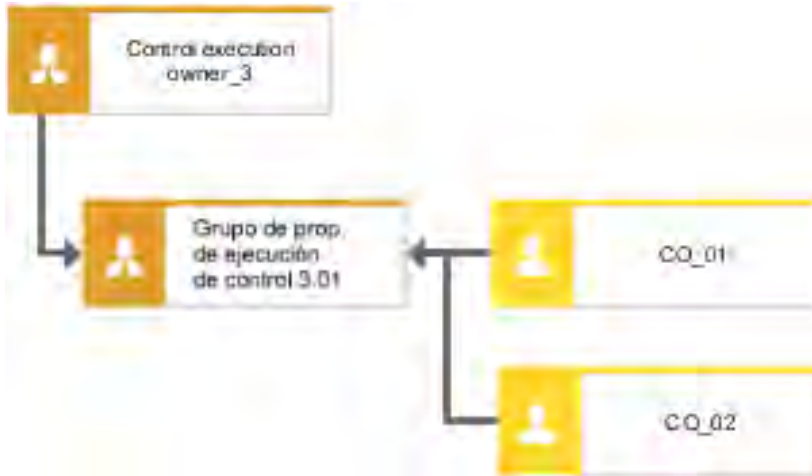 Control execution
owner_3
Grupo de prop.
de ejecución
de control 3.01
CO_01
CO_02